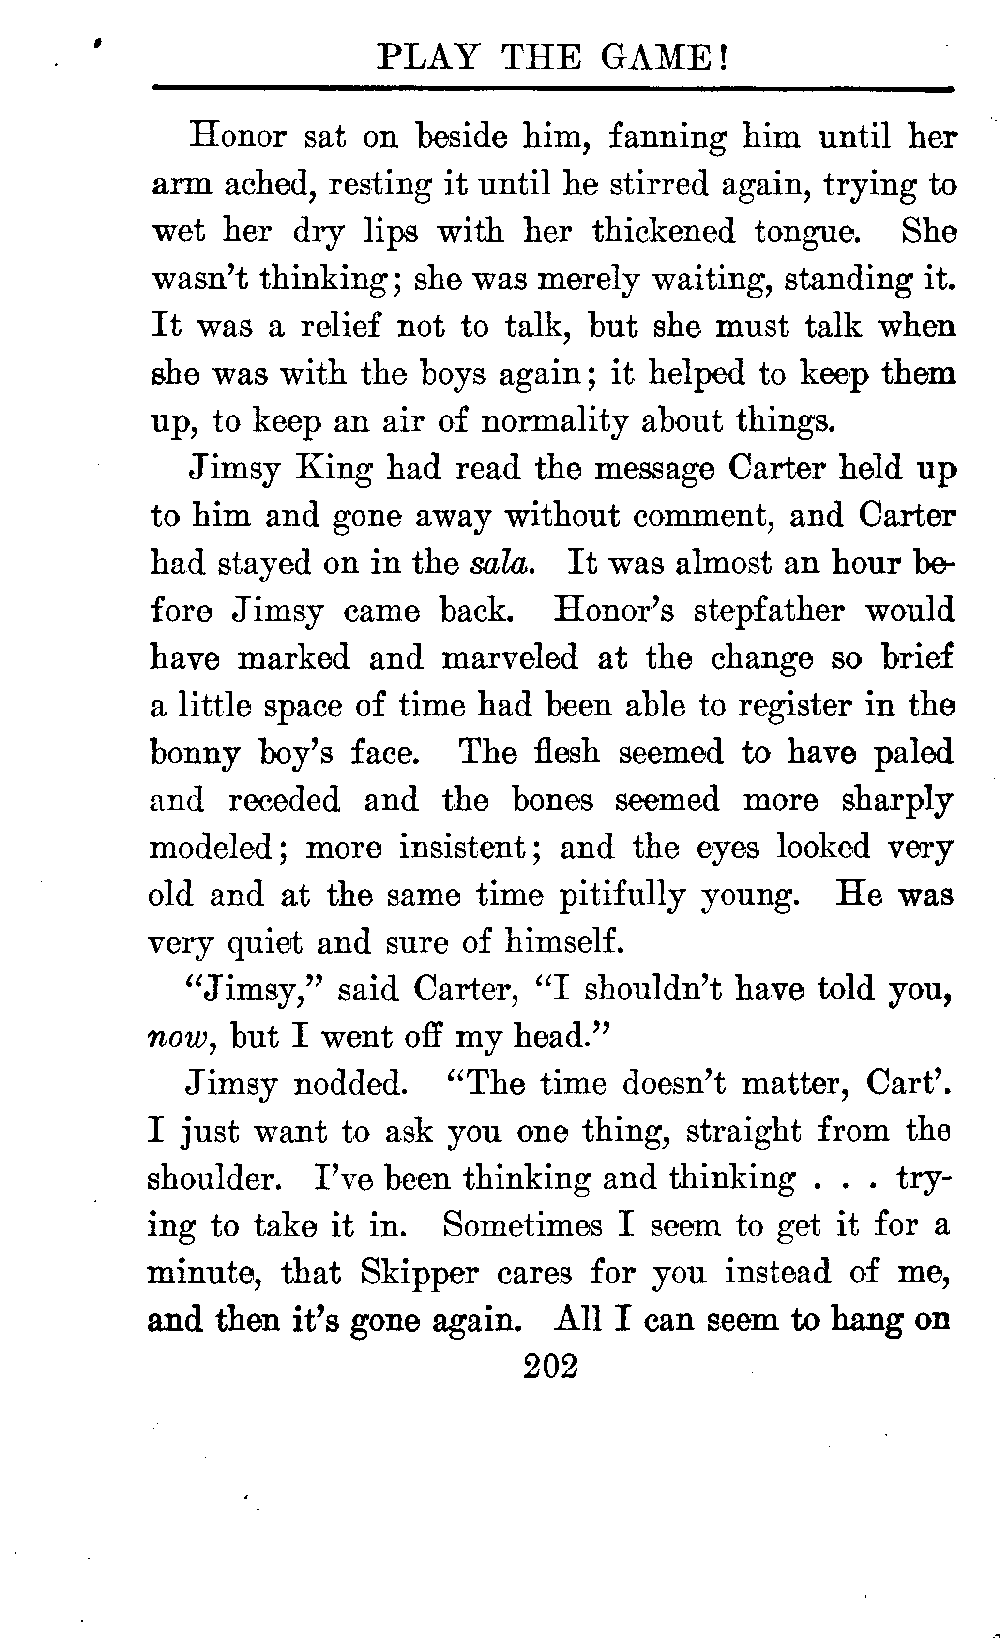 PLAY THE GAME!
Honor sat on beside him, fanning him until her
arm ached, resting it until he stirred again, trying to
wet her dry lips with her thickened tongue. She
wasn't thinking; she was merely waiting, standing it.
It was a relief not to talk, but she must talk when
she was with the boys again; it helped to keep them
up, to keep an air of normality about things.
Jimsy King had read the message Carter held up
to him and gone away without comment, and Carter
had stayed on in the sala. It was almost an hour be-
fore Jimsy came back. Honor's stepfather would
have marked and marveled at the change so brief
a little space of time had been able to register in the
bonny boy's face. The flesh seemed to have paled
and receded and the bones seemed more sharply
modeled; more insistent; and the eyes looked very
old and at the same time pitifully young. He was
very quiet and sure of himself.
"Jimsy," said Carter, "I shouldn't have told you,
now, but I went off my head."
Jimsy nodded. "The time doesn't matter, Cart'.
I just want to ask you one thing, straight from the
shoulder. I've been thinking and thinking . . . try-
ing to take it in. Sometimes I seem to get it for a
minute, that Skipper cares for you instead of me,
and then it's gone again. All I can seem to hang on
202